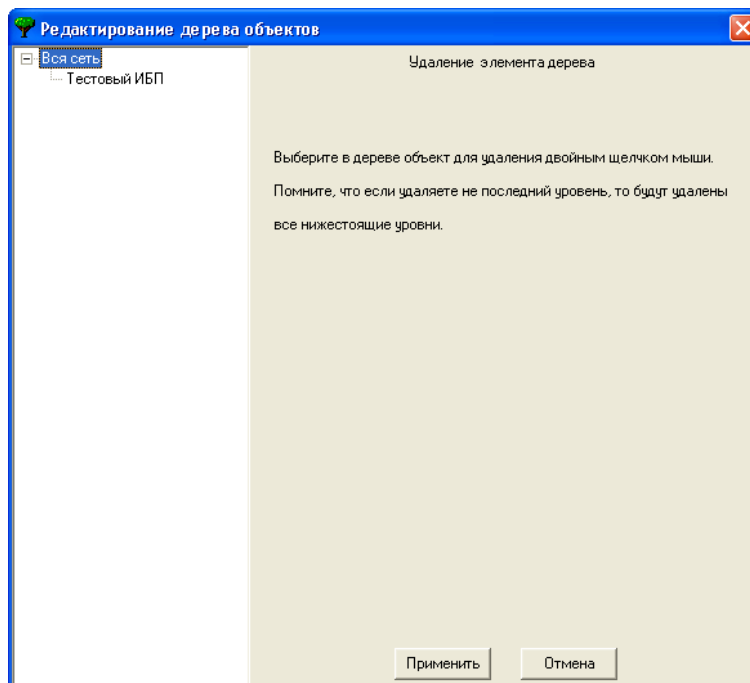 Редактирование дерева объектов
Вся сеть
Тестовый ИБП
Удаление элемента дерева
Выберите в дереве объект для удаления двойным щелчком мыши.
Помните, что если удаляете не последний уровень, то будут удалены
все нижестоящие уровни.
Применить
Отмена